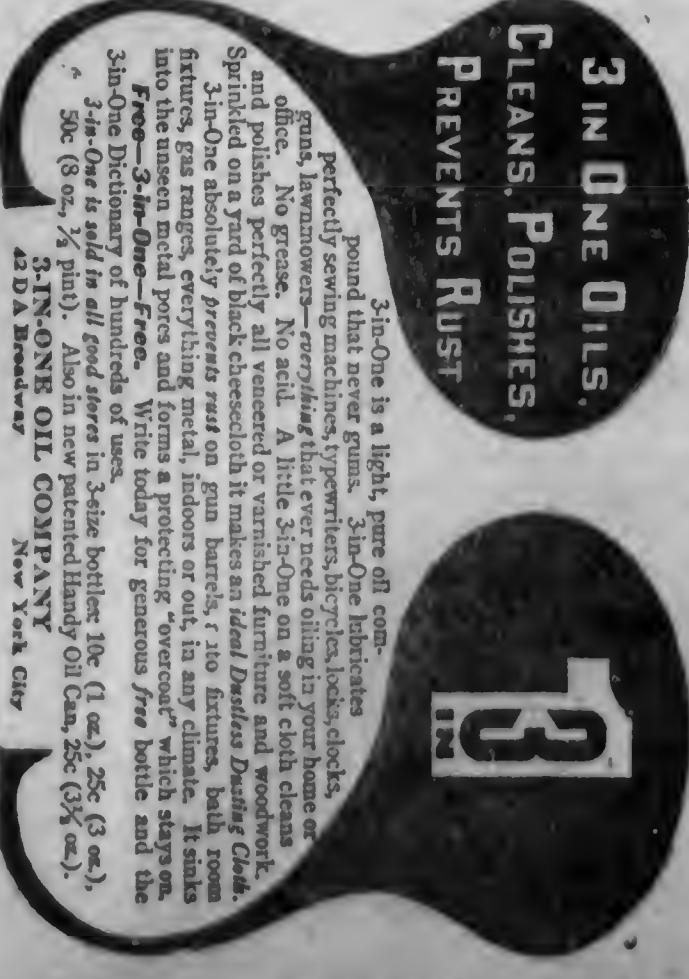 3 IN ONE OILS,
CLEANS, POLISHES,
PREVENTS RUST
3
IN
1
3-in-One is a light, pure oil com-
pound that never gums. 3-in-One lubricates
perfectly sewing machines, typewriters, bicycles, locks, clocks,
guns, lawnmowers—everything that ever needs oiling in your home or
office. No grease. No acid. A little 3-in-One on a soft cloth cleans
and polishes perfectly all veneered or varnished furniture and woodwork.
Sprinkled on a yard of black cheesecloth it makes an ideal Dustless Dusting Cloth.
3-in-One absolutely prevents rust on gun barrels, fixtures, bath room
fixtures, gas ranges, everything metal, indoors or out, in any climate. It sinks
into the unseen metal pores and forms a protecting "overcoat" which stays on.
Free—3-in-One—Free. Write today for generous free bottle and the
3-in-One Dictionary of hundreds of uses.
3-in-One is sold in all good stores in 3-size bottles: 10c (1 oz.), 25c (3 oz.),
50c (8 oz., ½ pint). Also in new patented Handy Oil Can, 25c (3½ oz.).
3-IN-ONE OIL COMPANY
42 D A Broadway New York City